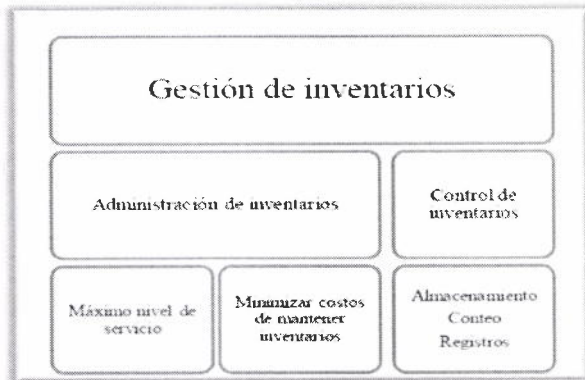 Gestión de inventarios
Administración de inventarios
Control de
inventarios
Máximo nivel de
servicio
Minimizar costos
de mantener
inventarios
Almacenamiento
Conteo
Registros